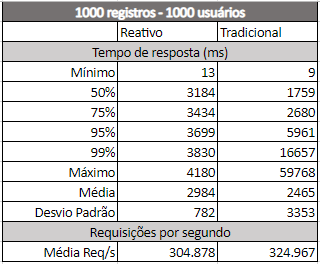 1000 registros - 1000 usuários
Reativo Tradicional
Tempo de resposta (ms)
Mínimo 13 9
50% 3184 1759
75% 3434 2680
95% 3699 5961
99% 3830 16657
Máximo 4180 59768
Média 2984 2465
Desvio Padrão 782 3353
Requisições por segundo
Média Req/s 304.878 324.967